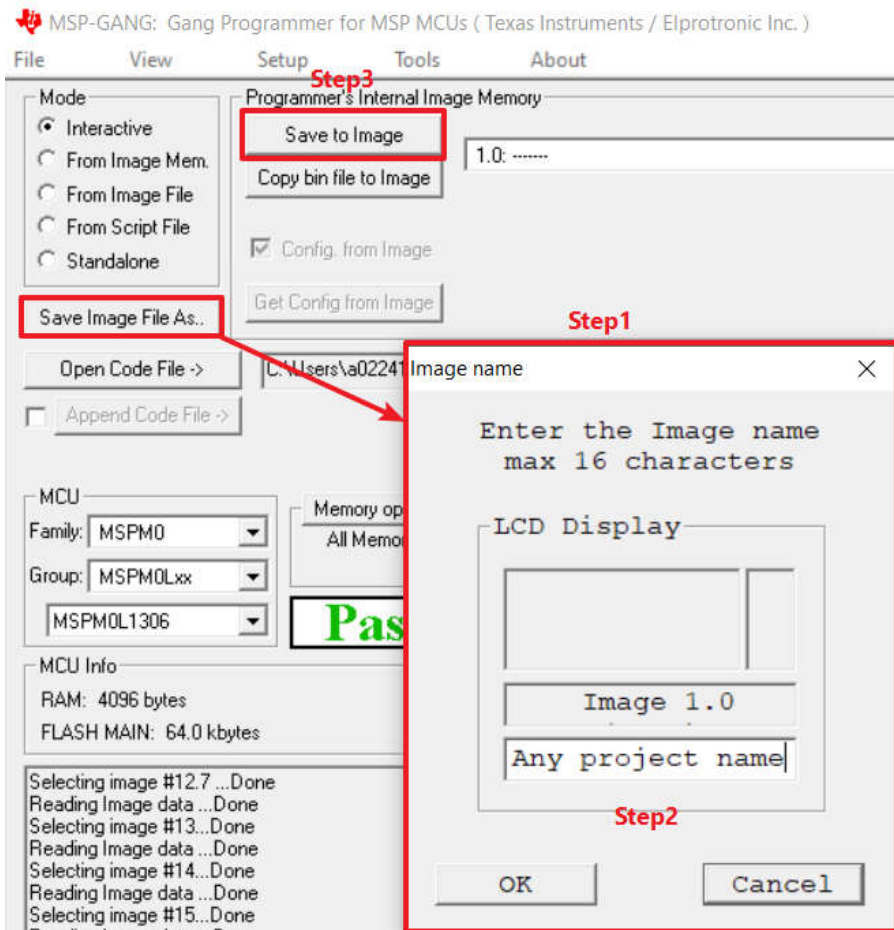 MSP-GANG: Gang Programmer for MSP MCUs ( Texas Instruments / Elprotronic Inc. )
File View Setup Tools About
Step3
Mode
Interactive
From Image Mem.
From Image File
From Script File
Standalone
Programmer's Internal Image Memory
Save to Image
1.0: -------
Copy bin file to Image
Config. from Image
Get Config from Image
Save Image File As..
Step1
Open Code File ->
C:\Users\a02241
Append Code File ->
Image name
Enter the Image name
max 16 characters
LCD Display
Image 1.0
Any project name
Step2
OK Cancel
MCU
Family: MSPM0
Group: MSPM0Lxx
MSPM0L1306
Memory op
All Memo
Pas
MCU Info
RAM: 4096 bytes
FLASH MAIN: 64.0 kbytes
Selecting image #12.7 ...Done
Reading Image data ...Done
Selecting image #13...Done
Reading Image data ...Done
Selecting image #14...Done
Reading Image data ...Done
Selecting image #15...Done